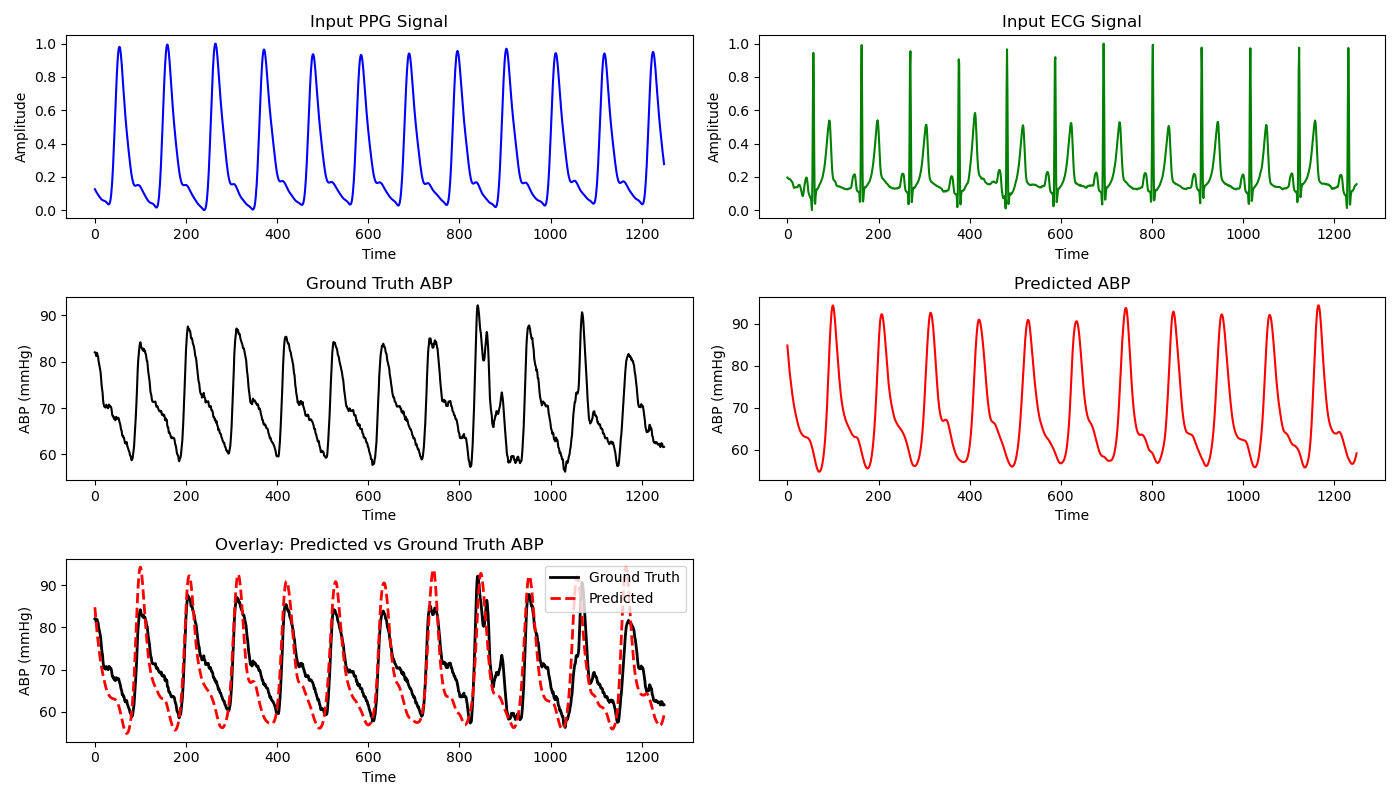 Input PPG Signal
Amplitude
1.0
0.8
0.6
0.4
0.2
0.0
0 200 400 600 800 1000 1200
Time
Input ECG Signal
Amplitude
1.0
0.8
0.6
0.4
0.2
0.0
0 200 400 600 800 1000 1200
Time
Ground Truth ABP
ABP (mmHg)
90
80
70
60
0 200 400 600 800 1000 1200
Time
Predicted ABP
ABP (mmHg)
90
80
70
60
0 200 400 600 800 1000 1200
Time
Overlay: Predicted vs Ground Truth ABP
ABP (mmHg)
90
80
70
60
Ground Truth
Predicted
0 200 400 600 800 1000 1200
Time